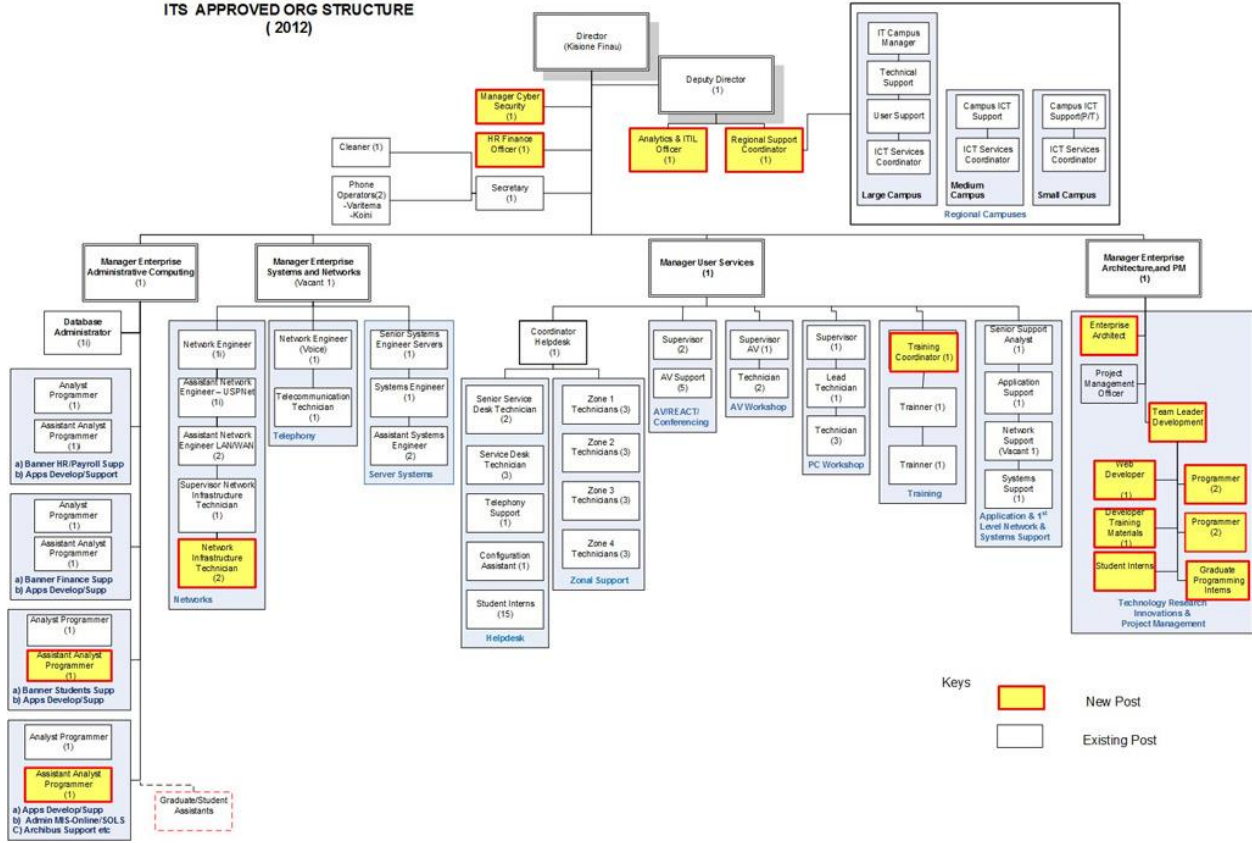 ITS APPROVED ORG STRUCTURE
( 2012)
Director
(Kisione Finau)
Deputy Director
(1)
Manager Cyber
Security
(1)
HR Finance
Officer (1)
Secretary
(1)
Cleaner (1)
Phone
Operators(2)
-Varitema
-Koini
Analytics & ITIL
Officer
(1)
Regional Support
Coordinator
(1)
IT Campus
Manager
Technical
Support
User Support
ICT Services
Coordinator
Large Campus
Campus ICT
Support
ICT Services
Coordinator
Medium
Campus
Campus ICT
Support(P/T)
ICT Services
Coordinator
Small Campus
Regional Campuses
Manager Enterprise
Administrative Computing
(1)
Manager Enterprise
Systems and Networks
(Vacant 1)
Manager User Services
(1)
Manager Enterprise
Architecture,and PM
(1)
Database
Administrator
(1i)
Analyst
Programmer
(1)
Assistant Analyst
Programmer
(1)
a) Banner HR/Payroll Supp
b) Apps Develop/Support
Analyst
Programmer
(1)
Assistant Analyst
Programmer
(1)
a) Banner Finance Supp
b) Apps Develop/Supp
Analyst Programmer
(1)
Assistant Analyst
Programmer
(1)
a) Banner Students Supp
b) Apps Develop/Supp
Analyst Programmer
(1)
Assistant Analyst
Programmer
(1)
a) Apps Develop/Supp
b) Admin MIS-Online/SOLS
C) Archibus Support etc
Graduate/Student
Assistants
Network Engineer
(1i)
Assistant Network
Engineer – USPNet
(1i)
Assistant Network
Engineer LAN/WAN
(2)
Supervisor Network
Infrastructure
Technician
(1)
Network
Infrastructure
Technician
(2)
Networks
Network Engineer
(Voice)
(1)
Telecommunication
Technician
(1)
Telephony
Senior Systems
Engineer Servers
(1)
Systems Engineer
(1)
Assistant Systems
Engineer
(2)
Server Systems
Coordinator
Helpdesk
(1)
Senior Service
Desk Technician
(2)
Service Desk
Technician
(3)
Telephony
Support
(1)
Configuration
Assistant (1)
Student Interns
(15)
Helpdesk
Zone 1
Technicians (3)
Zone 2
Technicians (3)
Zone 3
Technicians (3)
Zone 4
Technicians (3)
Zonal Support
Supervisor
(2)
AV Support
(5)
AV/REACT/
Conferencing
Supervisor
AV (1)
Technician
(2)
AV Workshop
Supervisor
(1)
Lead
Technician
(1)
Technician
(3)
PC Workshop
Training
Coordinator (1)
Trainner (1)
Trainner (1)
Training
Senior Support
Analyst
(1)
Application
Support
(1)
Network
Support
(Vacant 1)
Systems
Support
(1)
Application & 1st
Level Network &
Systems Support
Enterprise
Architect
Project
Management
Officer
Team Leader
Development
Web
Developer
(1)
Programmer
(2)
Developer
Training
Materials
(1)
Programmer
(2)
Student Interns
Graduate
Programming
Interns
Technology Research
Innovations &
Project Management
Keys
New Post
Existing Post